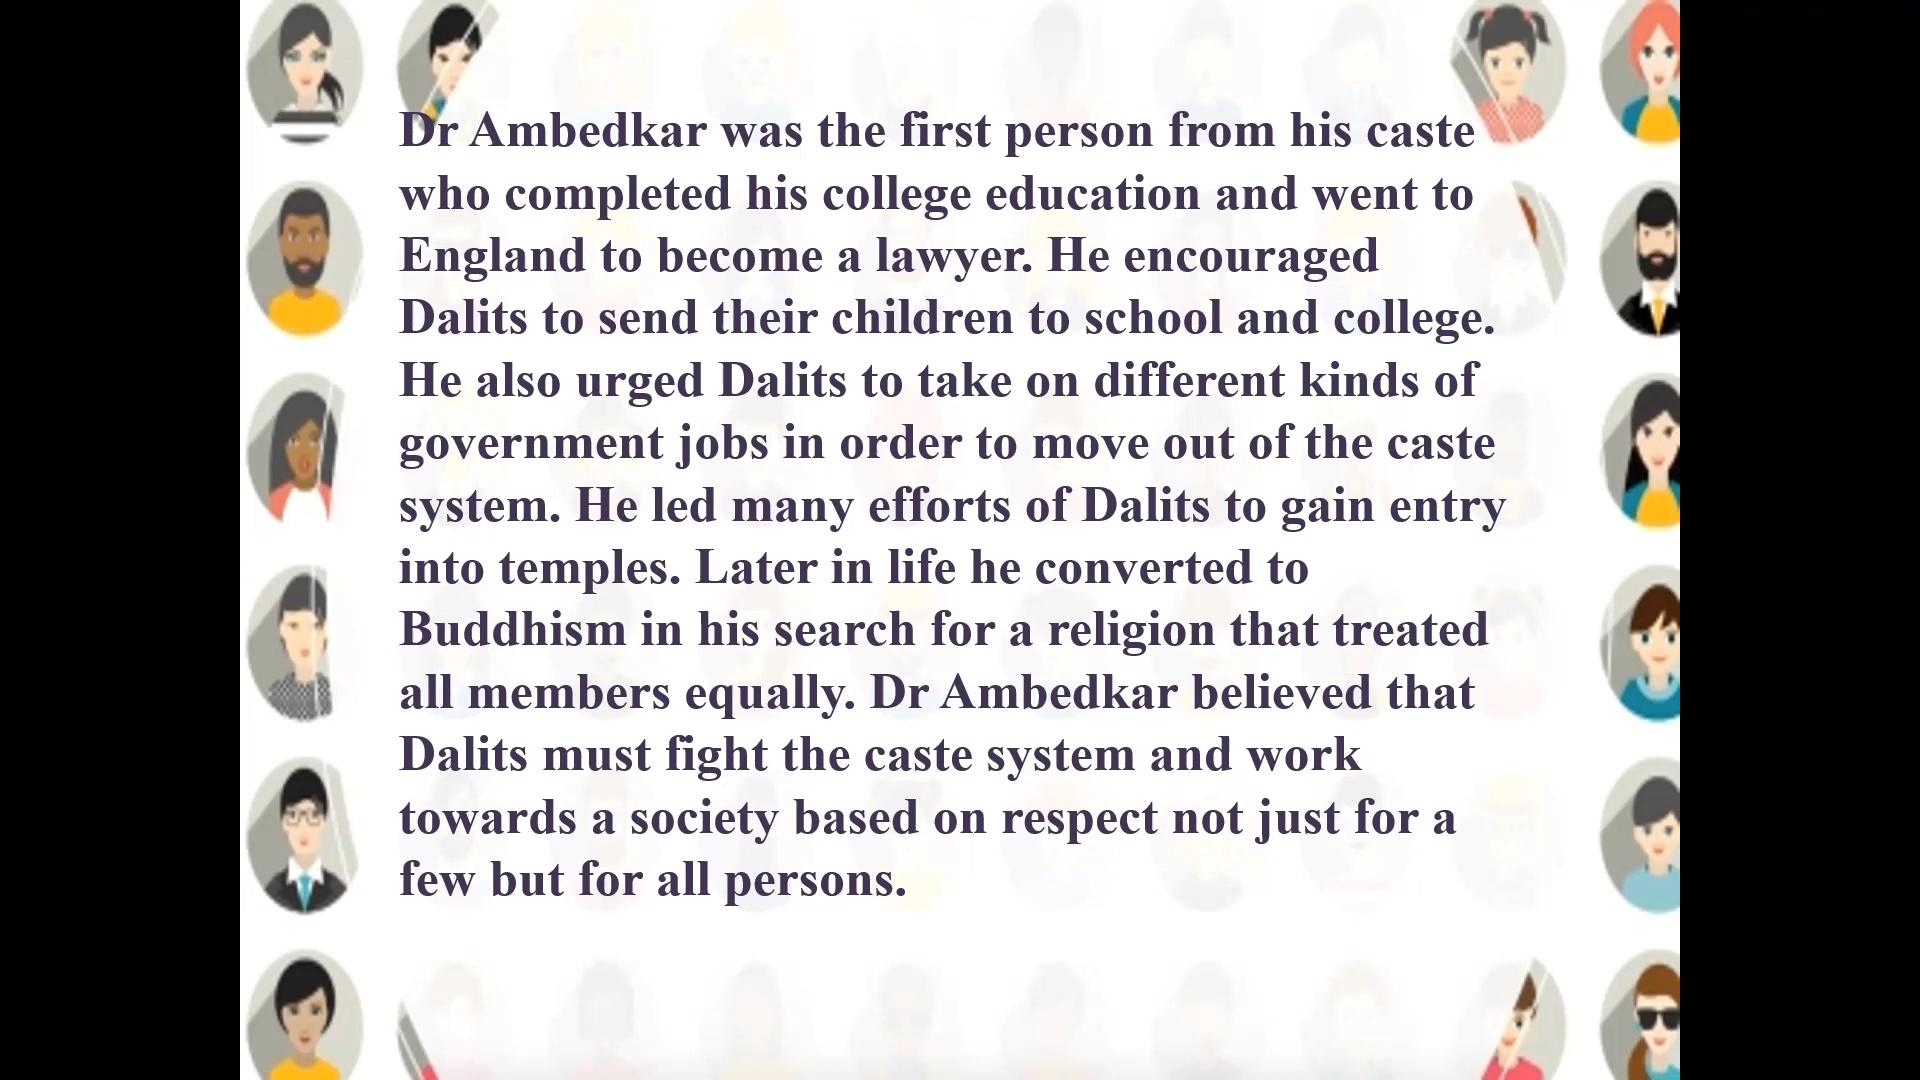 Dr Ambedkar was the first person from his caste
who completed his college education and went to
England to become a lawyer. He encouraged
Dalits to send their children to school and college.
He also urged Dalits to take on different kinds of
government jobs in order to move out of the caste
system. He led many efforts of Dalits to gain entry
into temples. Later in life he converted to
Buddhism in his search for a religion that treated
all members equally. Dr Ambedkar believed that
Dalits must fight the caste system and work
towards a society based on respect not just for a
few but for all persons.